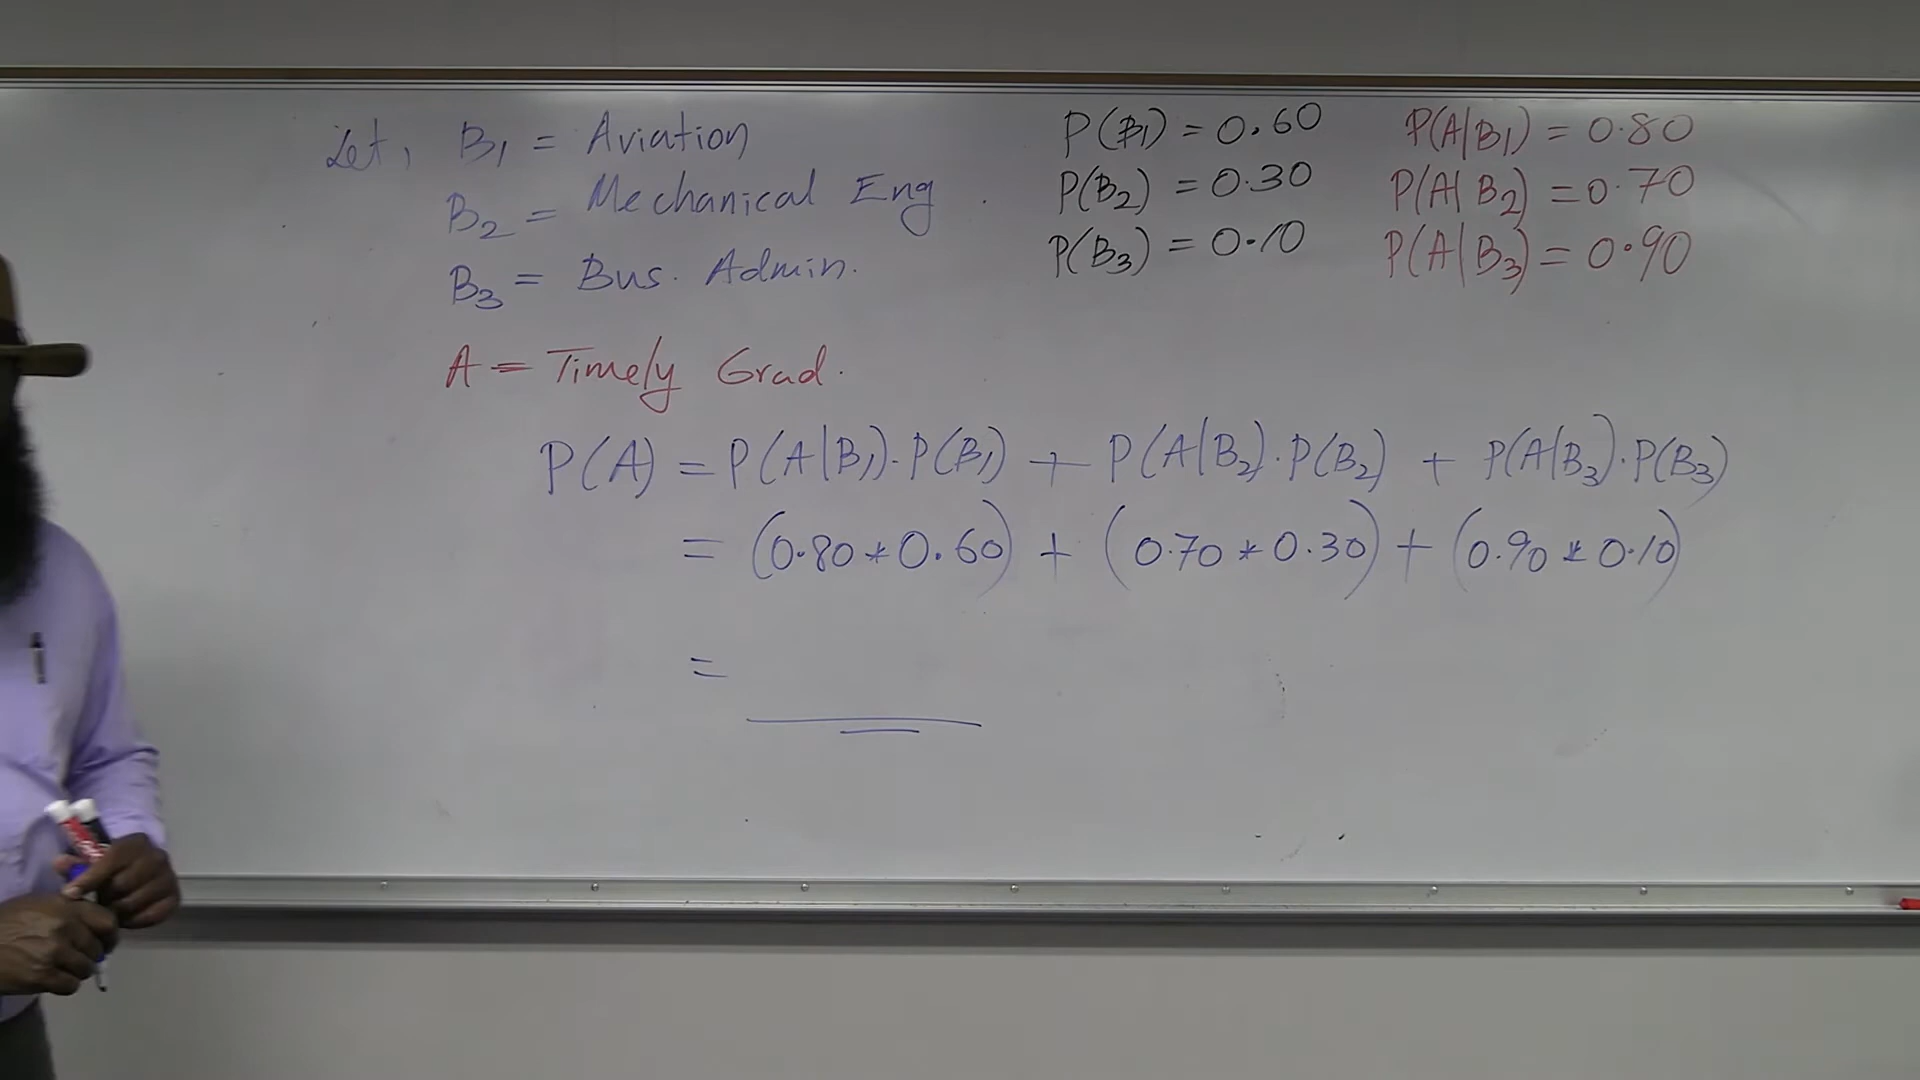 Let, B₁ = Aviation P(B₁) = 0.60 P(A|B₁) = 0.80
B₂ = Mechanical Eng. P(B₂) = 0.30 P(A|B₂) = 0.70
B₃ = Bus. Admin. P(B₃) = 0.10 P(A|B₃) = 0.90
A = Timely Grad.
P(A) = P(A|B₁).P(B₁) + P(A|B₂).P(B₂) + P(A|B₃).P(B₃)
= (0.80*0.60) + (0.70*0.30) + (0.90*0.10)
=